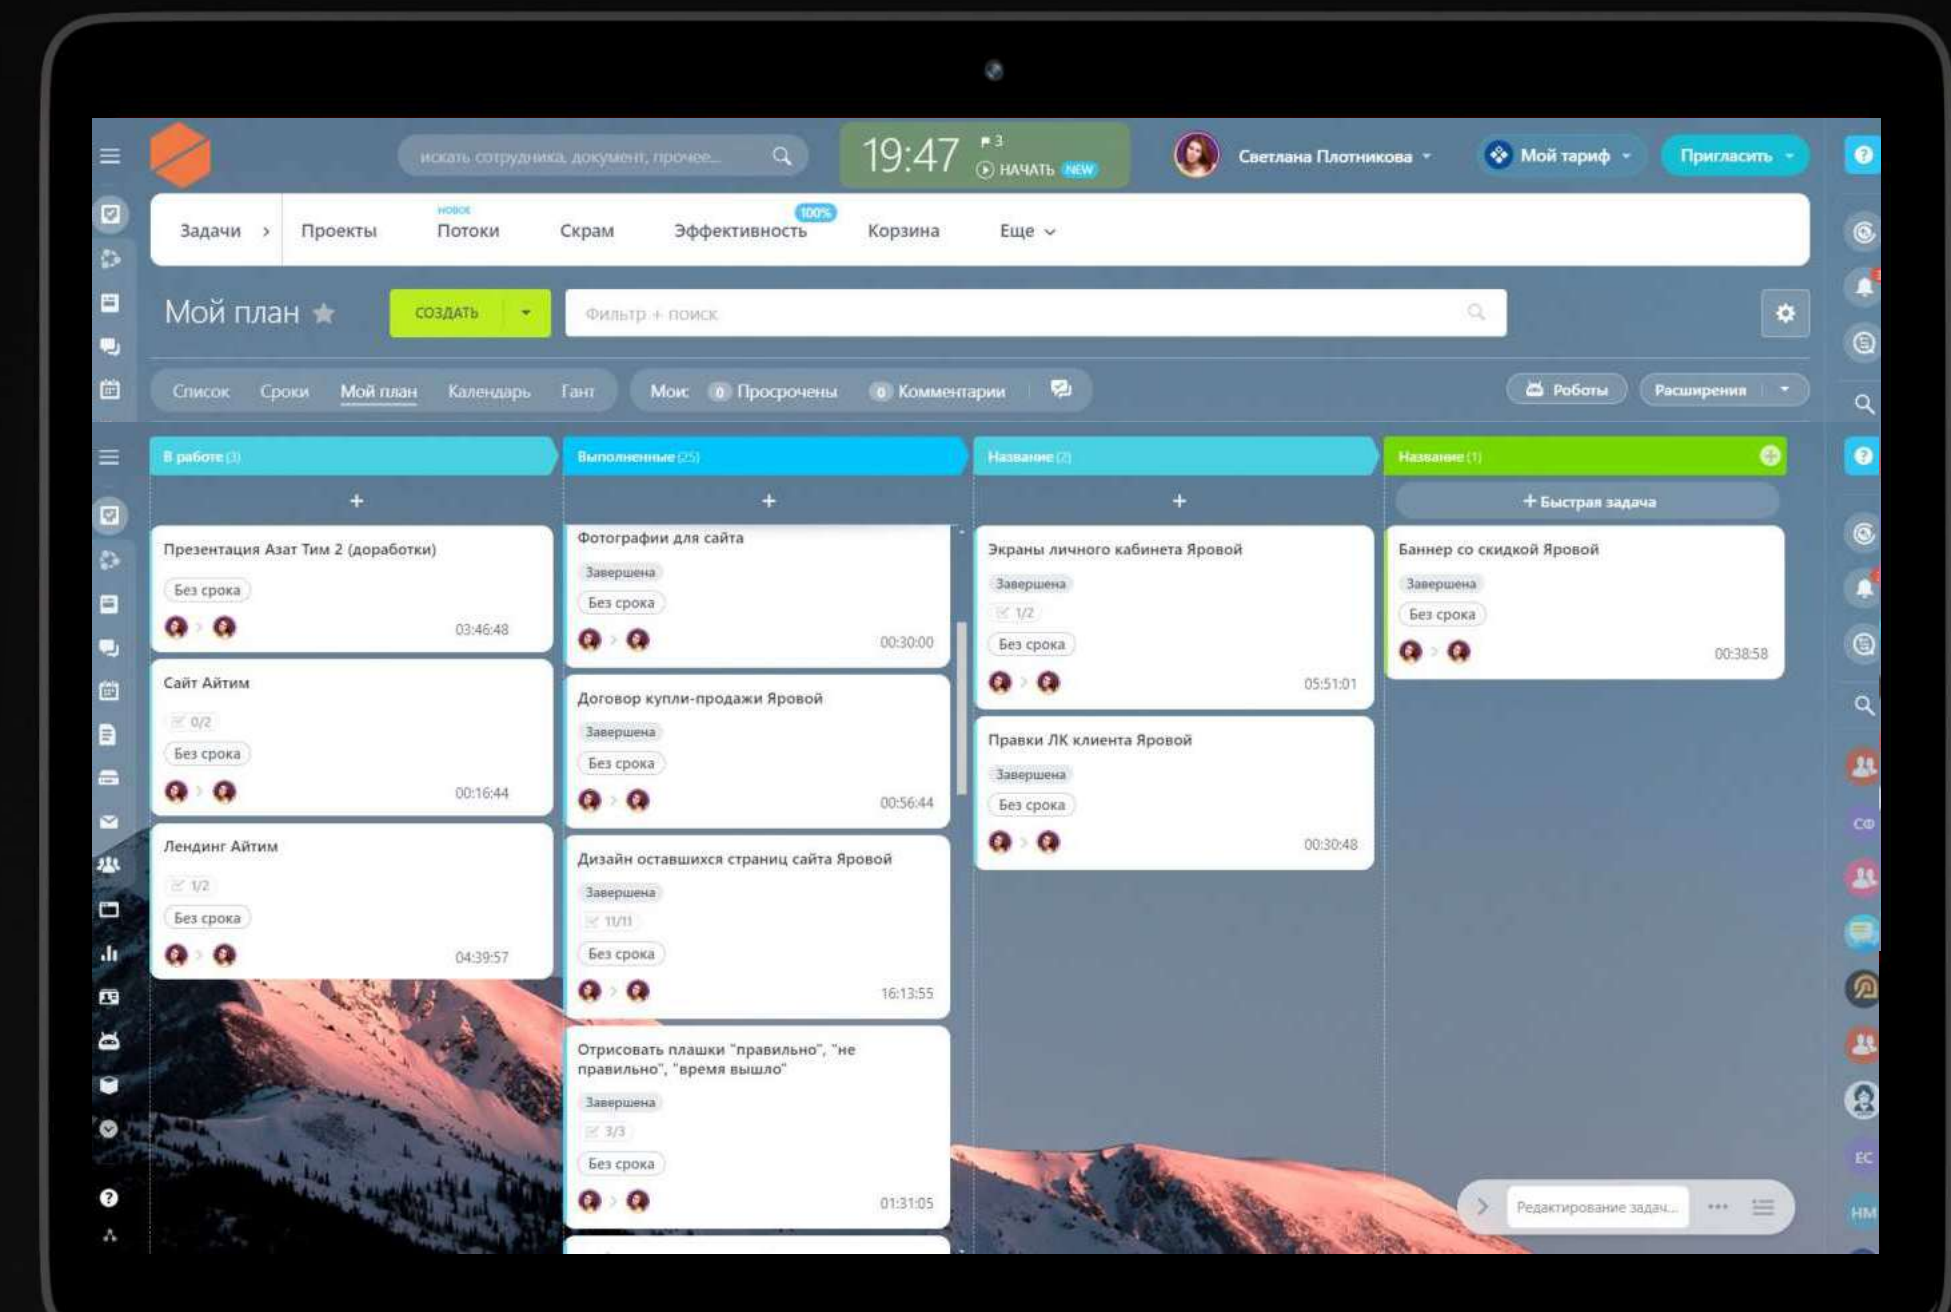 искать сотрудника, документ, прочее...
19:47
3
НАЧАТЬ NEW
Светлана Плотникова
Мой тариф
Пригласить
Задачи
Проекты
НОВОЕ
Потоки
Скрам
Эффективность
100%
Корзина
Еще
Мой план
СОЗДАТЬ
Фильтр + поиск
Список
Сроки
Мой план
Календарь
Гант
Мои:
0 Просрочены
0 Комментарии
Роботы
Расширения
В работе (3)
Презентация Азат Тим 2 (доработки)
Без срока
03:46:48
Сайт Айтим
0/2
Без срока
00:16:44
Лендинг Айтим
1/2
Без срока
04:39:57
Выполненные (25)
Фотографии для сайта
Завершена
Без срока
00:30:00
Договор купли-продажи Яровой
Завершена
Без срока
00:56:44
Дизайн оставшихся страниц сайта Яровой
Завершена
11/11
Без срока
16:13:55
Отрисовать плашки "правильно", "не
правильно", "время вышло"
Завершена
3/3
Без срока
01:31:05
Название (2)
Экраны личного кабинета Яровой
Завершена
1/2
Без срока
05:51:01
Правки ЛК клиента Яровой
Завершена
Без срока
00:30:48
Название (1)
+ Быстрая задача
Баннер со скидкой Яровой
Завершена
Без срока
00:38:58
Редактирование задач...
СФ
ЕС
НМ